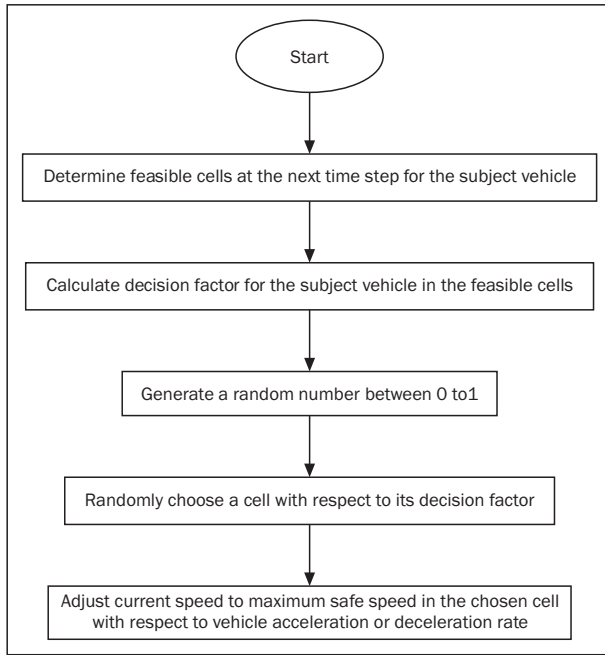 Start
Determine feasible cells at the next time step for the subject vehicle
Calculate decision factor for the subject vehicle in the feasible cells
Generate a random number between 0 to1
Randomly choose a cell with respect to its decision factor
Adjust current speed to maximum safe speed in the chosen cell
with respect to vehicle acceleration or deceleration rate